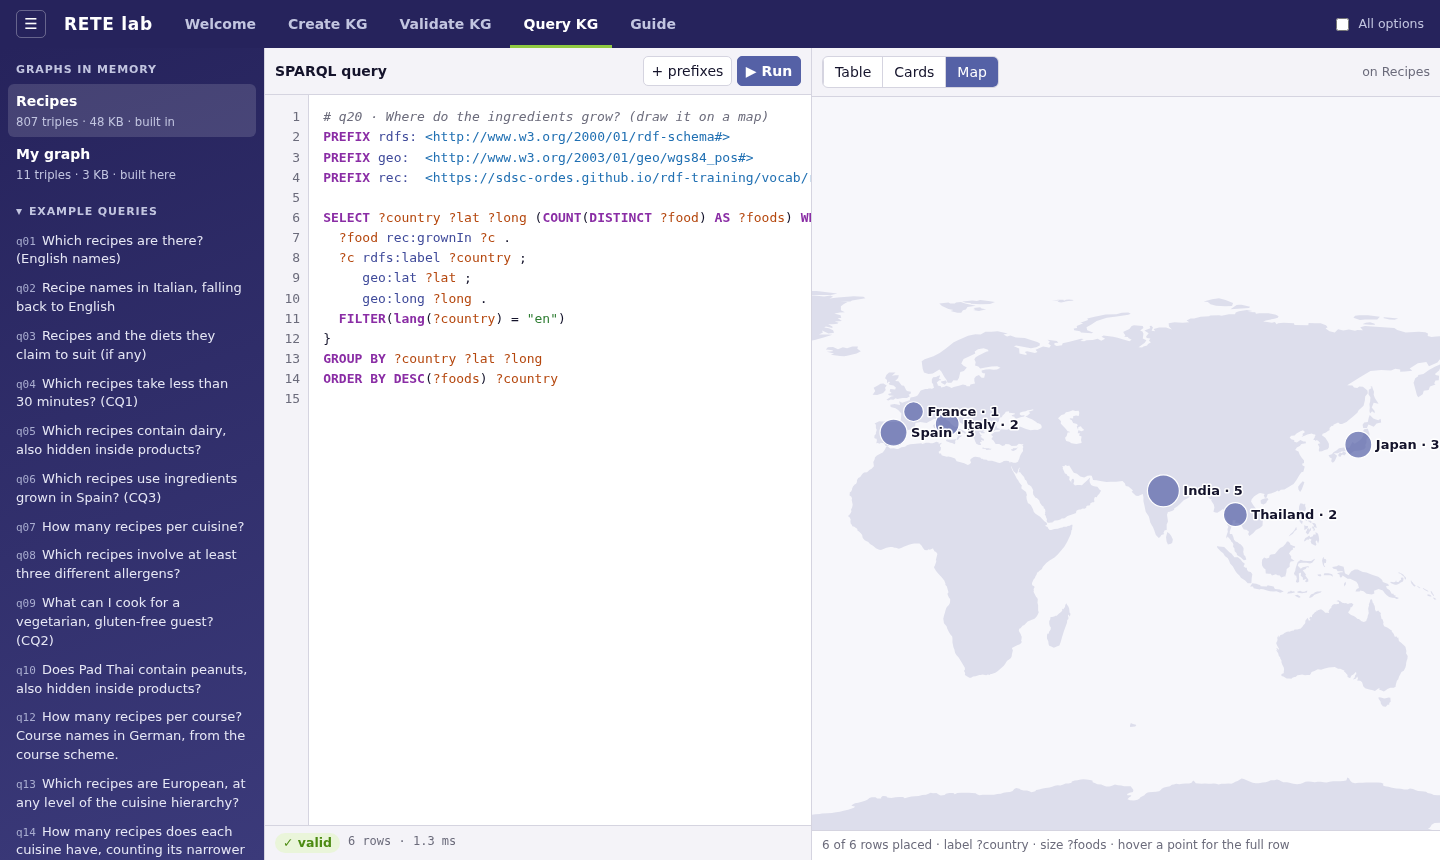 ☰ RETE lab Welcome Create KG Validate KG Query KG Guide All options
GRAPHS IN MEMORY
Recipes
807 triples · 48 KB · built in
My graph
11 triples · 3 KB · built here
▾ EXAMPLE QUERIES
q01 Which recipes are there?
(English names)
q02 Recipe names in Italian, falling
back to English
q03 Recipes and the diets they
claim to suit (if any)
q04 Which recipes take less than
30 minutes? (CQ1)
q05 Which recipes contain dairy,
also hidden inside products?
q06 Which recipes use ingredients
grown in Spain? (CQ3)
q07 How many recipes per cuisine?
q08 Which recipes involve at least
three different allergens?
q09 What can I cook for a
vegetarian, gluten-free guest?
(CQ2)
q10 Does Pad Thai contain peanuts,
also hidden inside products?
q12 How many recipes per course?
Course names in German, from the
course scheme.
q13 Which recipes are European, at
any level of the cuisine hierarchy?
q14 How many recipes does each
cuisine have, counting its narrower
SPARQL query + prefixes ▶ Run
1 # q20 · Where do the ingredients grow? (draw it on a map)
2 PREFIX rdfs: <http://www.w3.org/2000/01/rdf-schema#>
3 PREFIX geo: <http://www.w3.org/2003/01/geo/wgs84_pos#>
4 PREFIX rec: <https://sdsc-ordes.github.io/rdf-training/vocab/
5
6 SELECT ?country ?lat ?long (COUNT(DISTINCT ?food) AS ?foods)
7 ?food rec:grownIn ?c .
8 ?c rdfs:label ?country ;
9 geo:lat ?lat ;
10 geo:long ?long .
11 FILTER(lang(?country) = "en")
12 }
13 GROUP BY ?country ?lat ?long
14 ORDER BY DESC(?foods) ?country
15
✓ valid 6 rows · 1.3 ms
Table Cards Map on Recipes
France · 1
Italy · 2
Spain · 3
Japan · 3
India · 5
Thailand · 2
6 of 6 rows placed · label ?country · size ?foods · hover a point for the full row